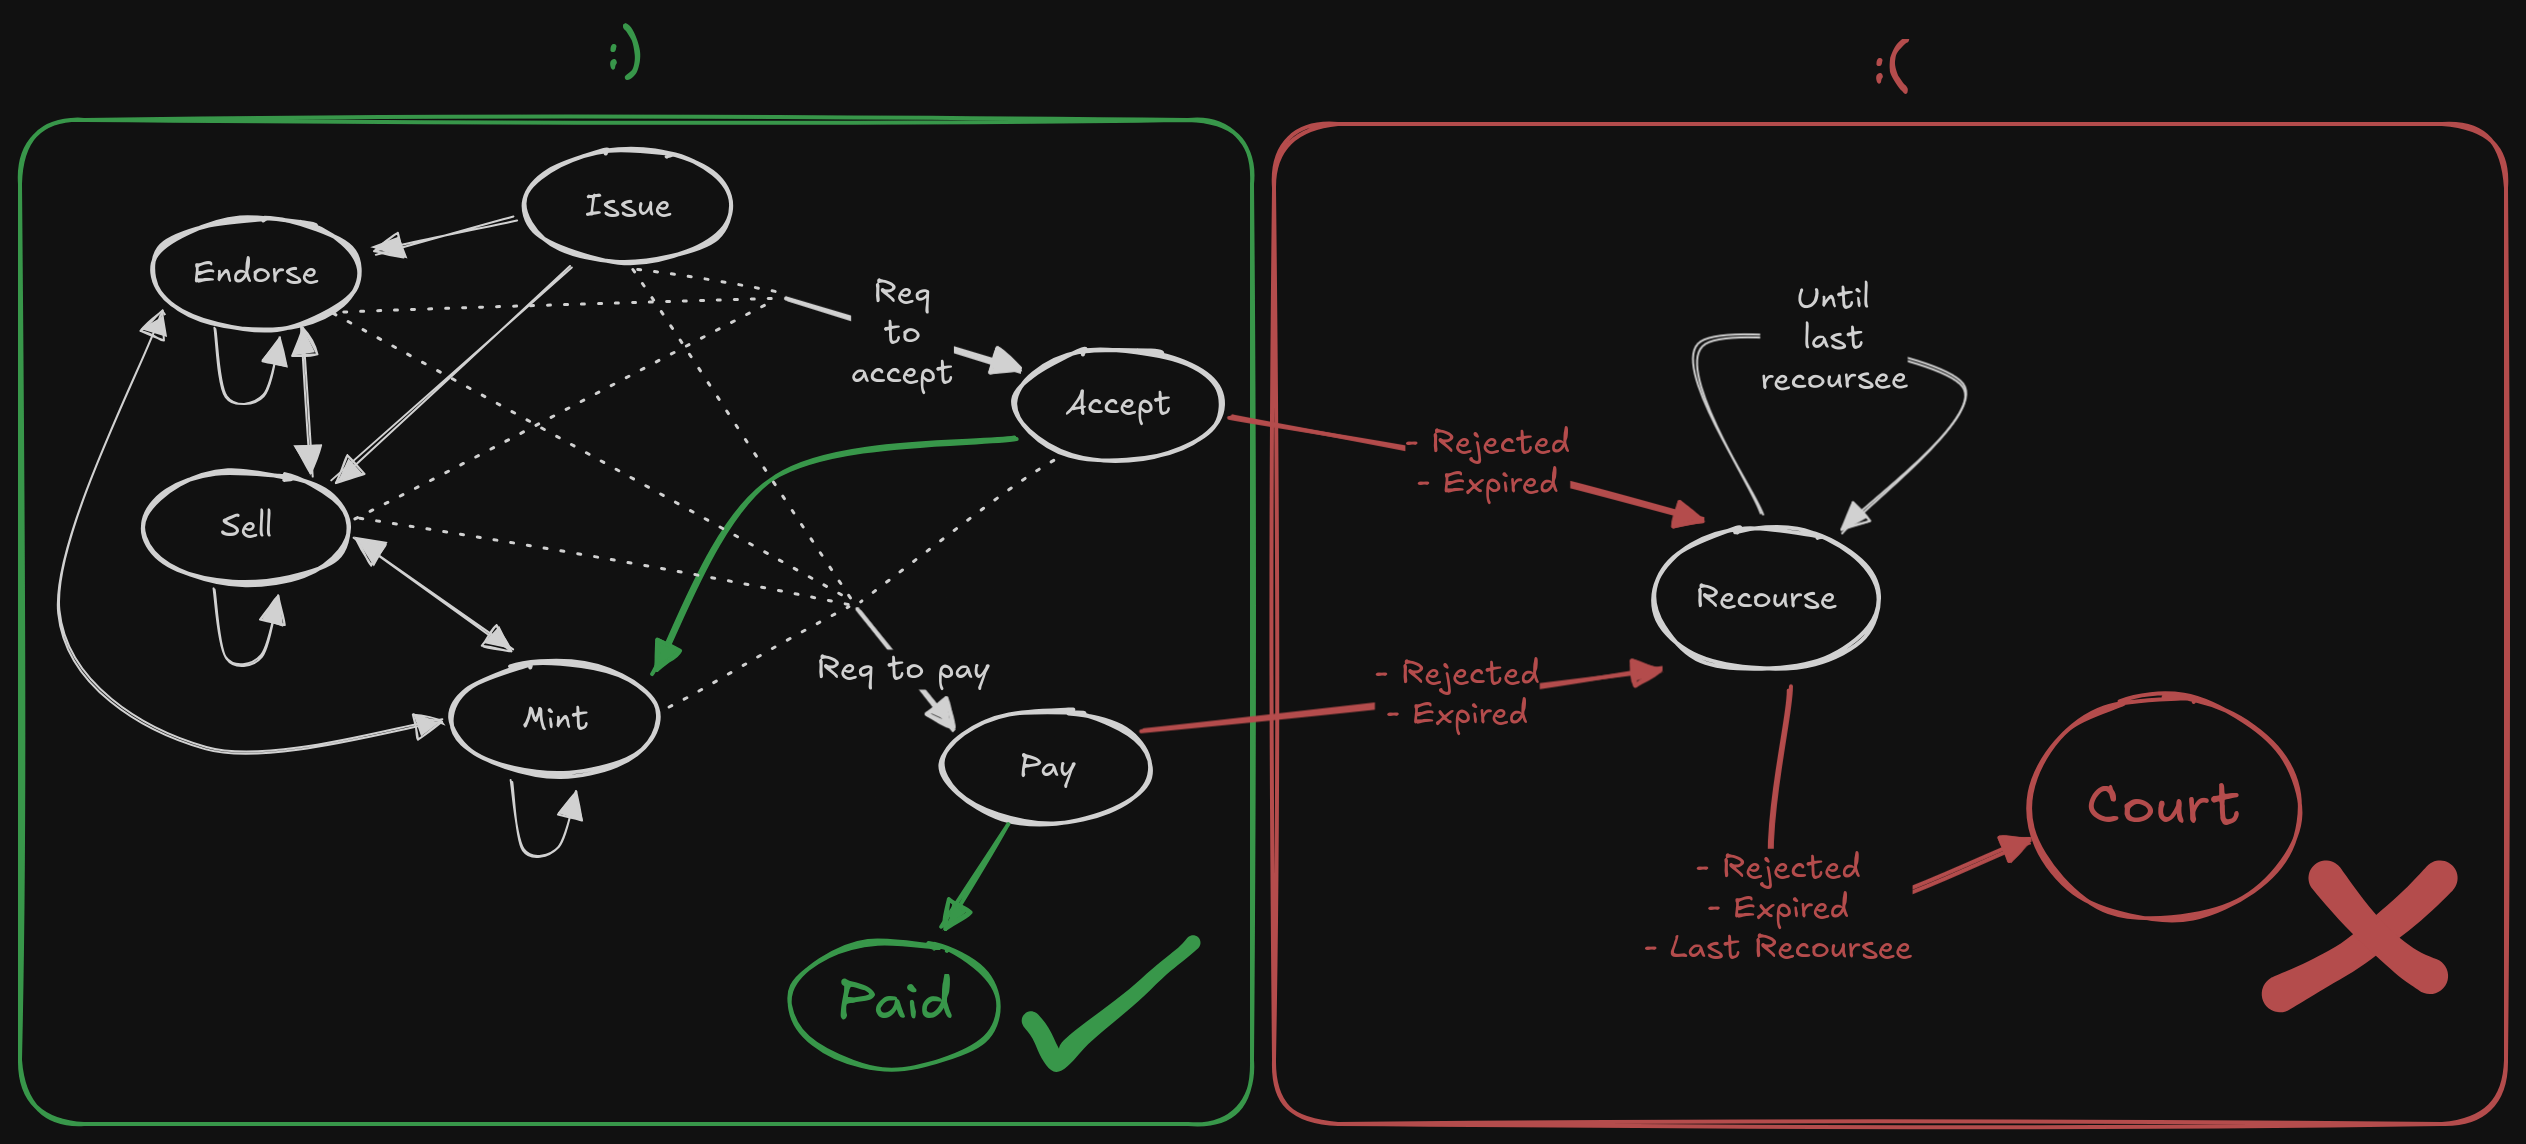 :)
:(
Issue
Endorse
Req
to
accept
Until
last
recoursee
Accept
- Rejected
- Expired
Sell
Recourse
Req to pay
- Rejected
- Expired
Mint
Pay
Court
- Rejected
- Expired
- Last Recoursee
Paid